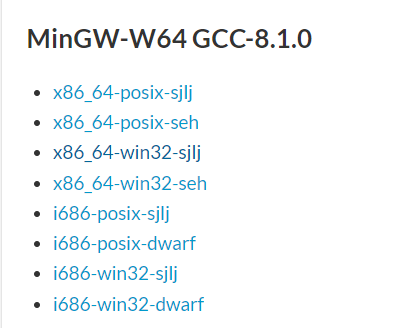 MinGW-W64 GCC-8.1.0
x86_64-posix-sjlj
x86_64-posix-seh
x86_64-win32-sjlj
x86_64-win32-seh
i686-posix-sjlj
i686-posix-dwarf
i686-win32-sjlj
i686-win32-dwarf